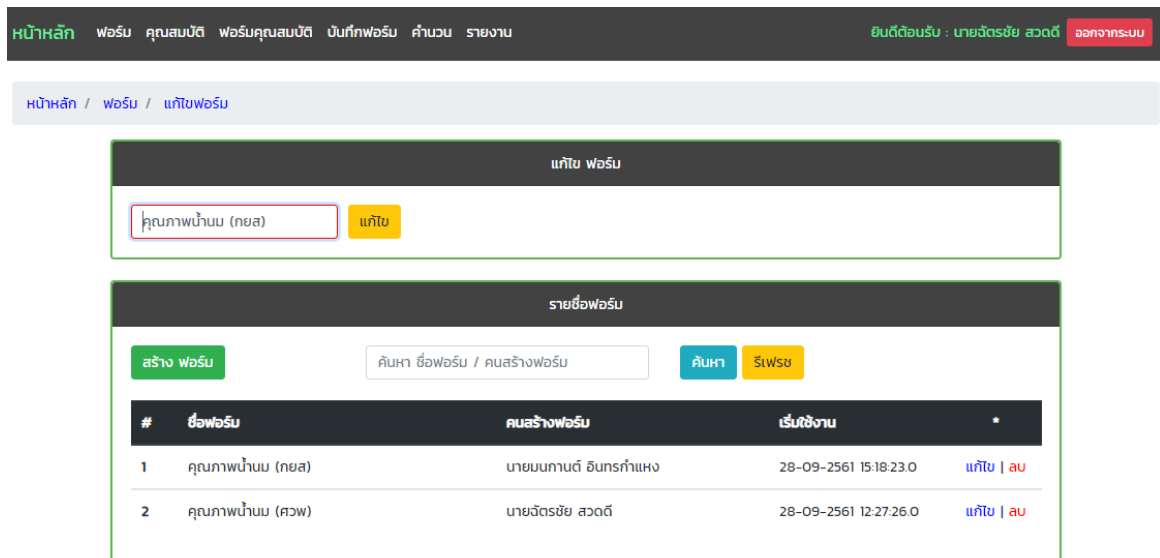 หน้าหลัก ฟอร์ม คุณสมบัติ ฟอร์มคุณสมบัติ บันทึกฟอร์ม คำนวน รายงาน ยินดีต้อนรับ : นายฉัตรชัย สวดดี ออกจากระบบ
หน้าหลัก / ฟอร์ม / แก้ไขฟอร์ม
แก้ไข ฟอร์ม
คุณภาพน้ำนม (กยส) แก้ไข
รายชื่อฟอร์ม
สร้าง ฟอร์ม ค้นหา ชื่อฟอร์ม / คนสร้างฟอร์ม ค้นหา รีเฟรช
# ชื่อฟอร์ม คนสร้างฟอร์ม เริ่มใช้งาน *
1 คุณภาพน้ำนม (กยส) นายมนกานต์ อินทรกำแหง 28-09-2561 15:18:23.0 แก้ไข | ลบ
2 คุณภาพน้ำนม (ศวพ) นายฉัตรชัย สวดดี 28-09-2561 12:27:26.0 แก้ไข | ลบ